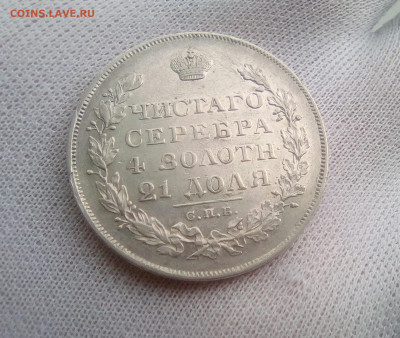 COINS.LAVE.RU
ЧИСТАГО
СЕРЕБРА
4 ЗОЛОТН·
21 ДОЛЯ
С.П.Б.